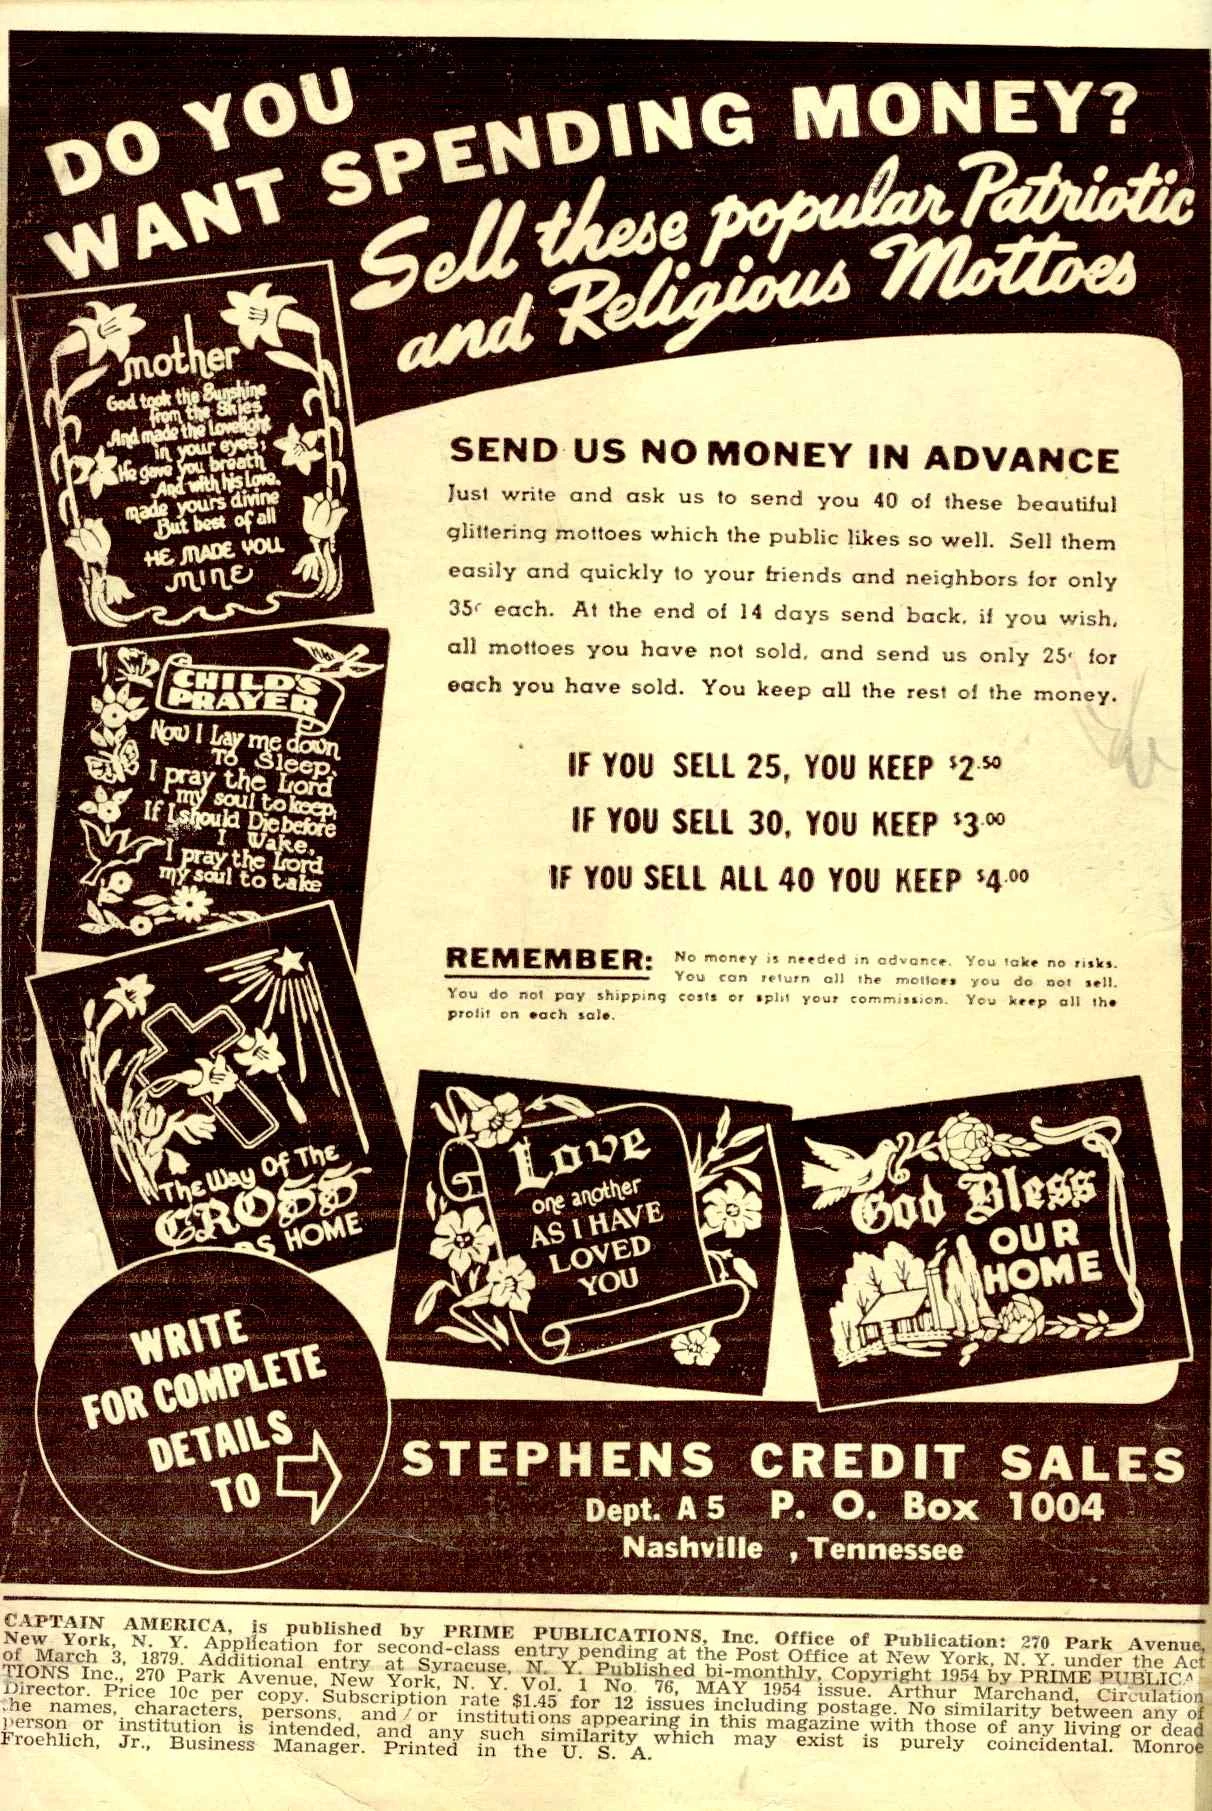 DO YOU
WANT SPENDING MONEY?
Sell these popular Patriotic
and Religious Mottoes
mother
God took the Sunshine
from the Skies
And made the Lovelight
in your eyes,
He gave you breath
And with his Love,
made yours divine
But best of all
HE MADE YOU
MINE
CHILD'S
PRAYER
Now I Lay me down
To Sleep,
I pray the Lord
my soul to keep,
If I should Die before
I Wake,
I pray the Lord
my soul to take
The Way Of The
CROSS
DS HOME
SEND US NO MONEY IN ADVANCE
Just write and ask us to send you 40 of these beautiful
glittering mottoes which the public likes so well. Sell them
easily and quickly to your friends and neighbors for only
35c each. At the end of 14 days send back, if you wish,
all mottoes you have not sold, and send us only 25c for
each you have sold. You keep all the rest of the money.
IF YOU SELL 25, YOU KEEP $2.50
IF YOU SELL 30, YOU KEEP $3.00
IF YOU SELL ALL 40 YOU KEEP $4.00
REMEMBER: No money is needed in advance. You take no risks.
You can return all the mottoes you do not sell.
You do not pay shipping costs or split your commission. You keep all the
profit on each sale.
Love
one another
AS I HAVE
LOVED
YOU
God Bless
OUR
HOME
WRITE
FOR COMPLETE
DETAILS
TO
STEPHENS CREDIT SALES
Dept. A 5 P. O. Box 1004
Nashville , Tennessee
CAPTAIN AMERICA, is published by PRIME PUBLICATIONS, Inc. Office of Publication: 270 Park Avenue,
New York, N. Y. Application for second-class entry pending at the Post Office at New York, N. Y. under the Act
of March 3, 1879. Additional entry at Syracuse, N. Y. Published bi-monthly, Copyright 1954 by PRIME PUBLICA-
TIONS Inc., 270 Park Avenue, New York, N. Y. Vol. 1 No. 76, MAY 1954 issue. Arthur Marchand, Circulation
Director. Price 10c per copy. Subscription rate $1.45 for 12 issues including postage. No similarity between any of
the names, characters, persons, and/or institutions appearing in this magazine with those of any living or dead
person or institution is intended, and any such similarity which may exist is purely coincidental. Monroe
Froehlich, Jr., Business Manager. Printed in the U. S. A.